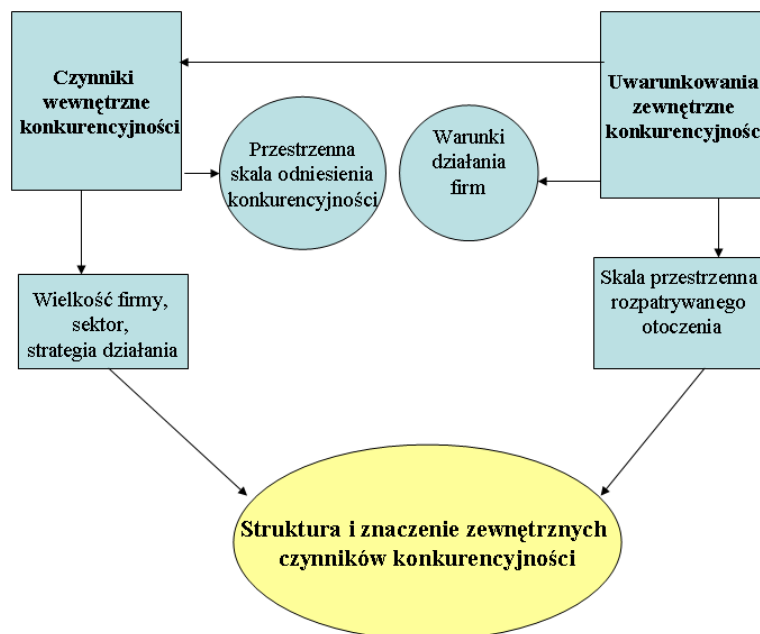 Czynniki
wewnętrzne
konkurencyjności
Uwarunkowania
zewnętrzne
konkurencyjnośc
Przestrzenna
skala odniesienia
konkurencyjności
Warunki
działania
firm
Wielkość firmy,
sektor,
strategia działania
Skala przestrzenna
rozpatrywanego
otoczenia
Struktura i znaczenie zewnętrznych
czynników konkurencyjności